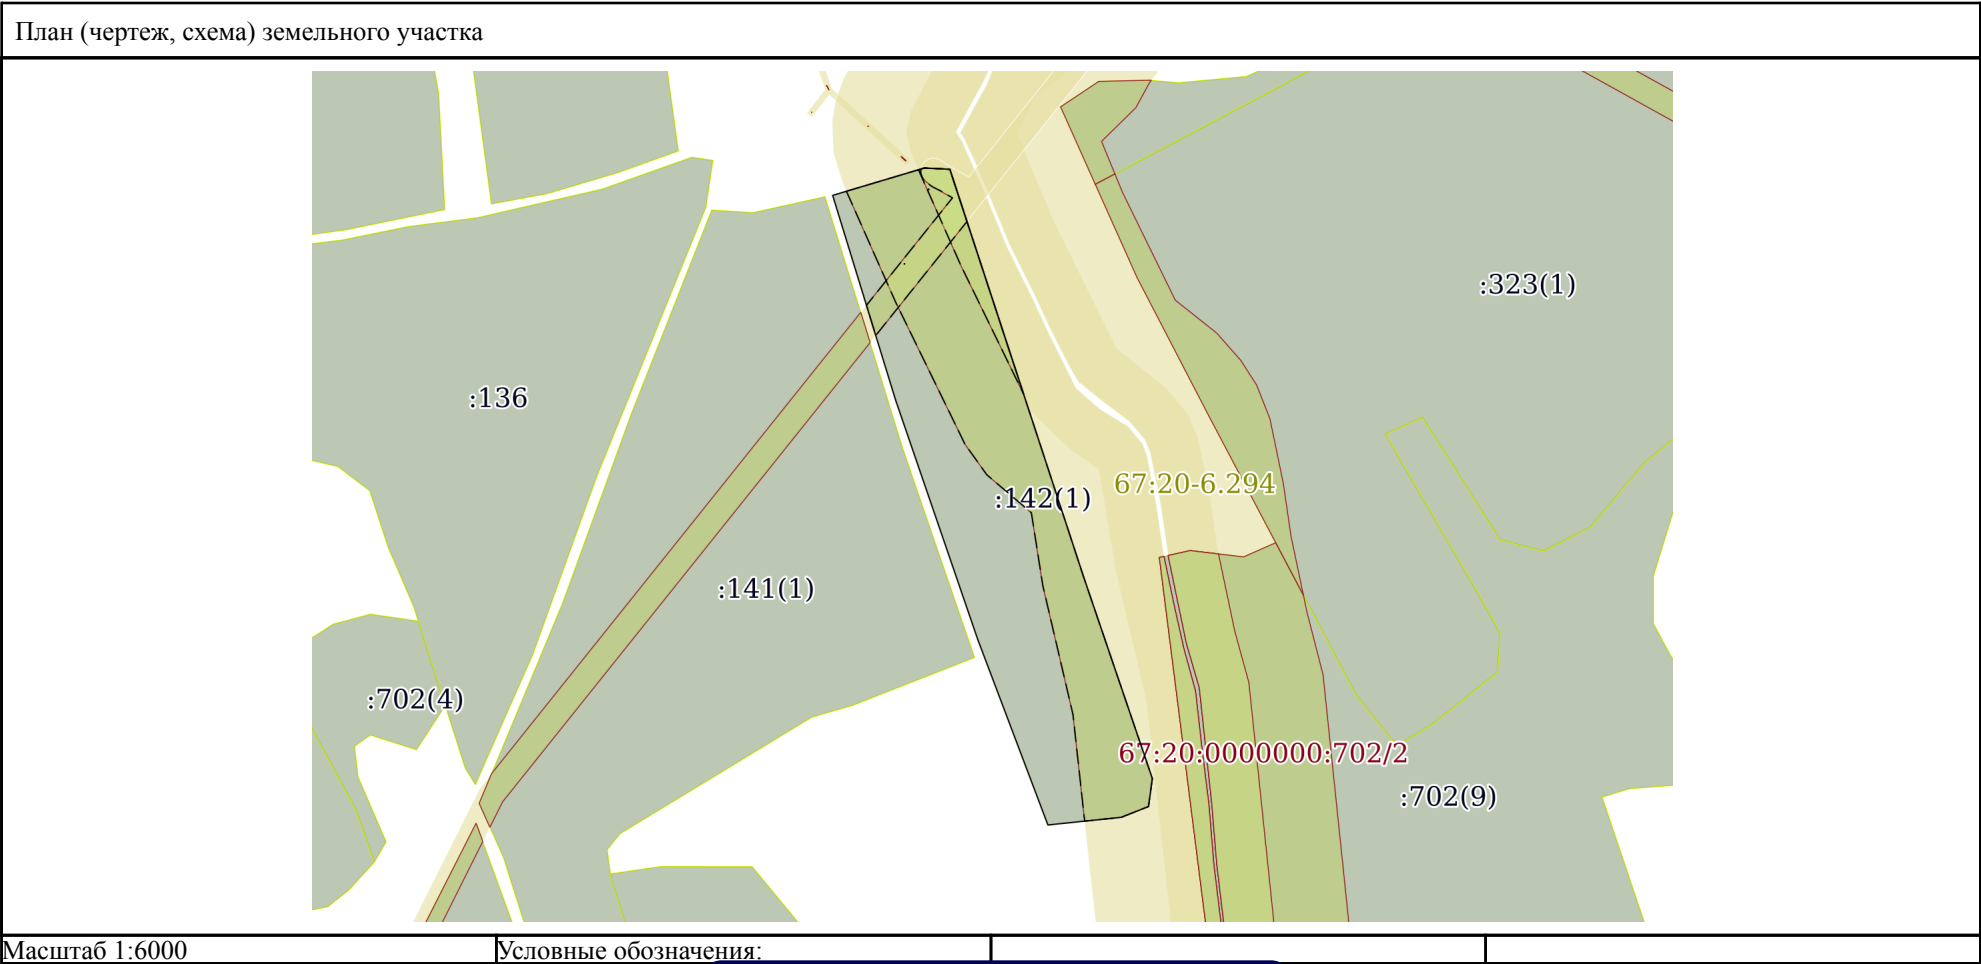 План (чертеж, схема) земельного участка
:323(1)
:136
67:20-6.294
:142(1)
:141(1)
:702(4)
67:20:0000000:702/2
:702(9)
Масштаб 1:6000
Условные обозначения: